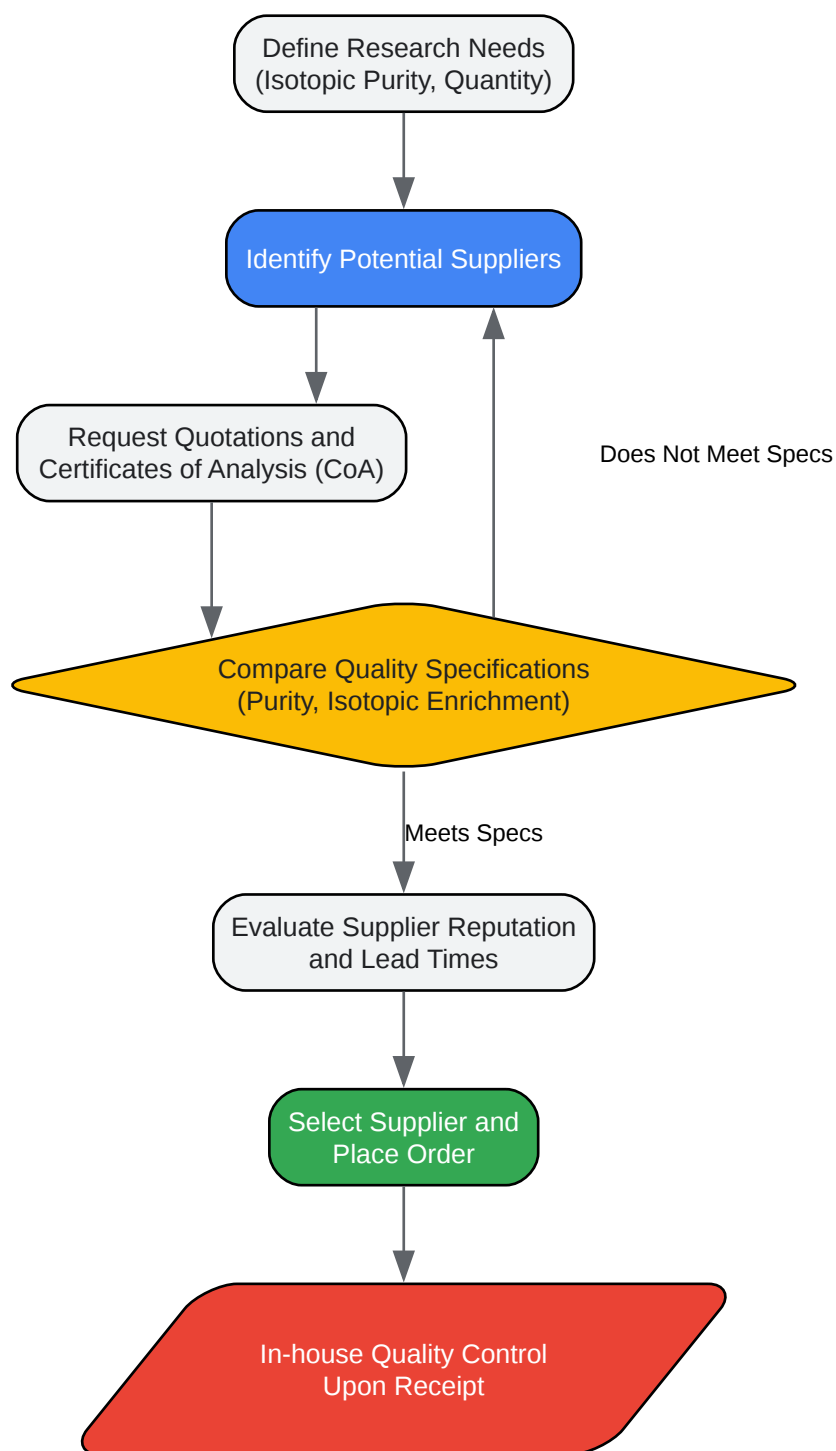 Define Research Needs
(Isotopic Purity, Quantity)
Identify Potential Suppliers
Request Quotations and
Certificates of Analysis (CoA)
Does Not Meet Specs
Compare Quality Specifications
(Purity, Isotopic Enrichment)
Meets Specs
Evaluate Supplier Reputation
and Lead Times
Select Supplier and
Place Order
In-house Quality Control
Upon Receipt